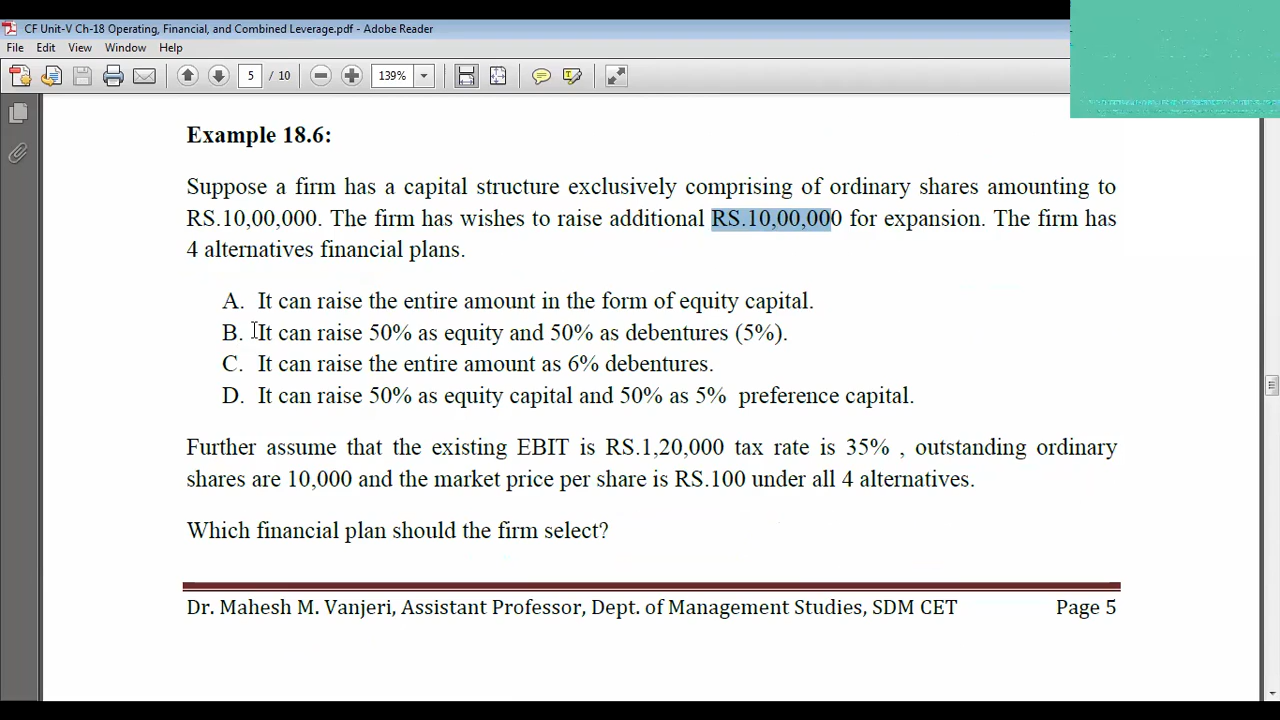 CF Unit-V Ch-18 Operating, Financial, and Combined Leverage.pdf - Adobe Reader
File Edit View Window Help
5 / 10 139%
Example 18.6:
Suppose a firm has a capital structure exclusively comprising of ordinary shares amounting to
RS.10,00,000. The firm has wishes to raise additional RS.10,00,000 for expansion. The firm has
4 alternatives financial plans.
A. It can raise the entire amount in the form of equity capital.
B. It can raise 50% as equity and 50% as debentures (5%).
C. It can raise the entire amount as 6% debentures.
D. It can raise 50% as equity capital and 50% as 5% preference capital.
Further assume that the existing EBIT is RS.1,20,000 tax rate is 35% , outstanding ordinary
shares are 10,000 and the market price per share is RS.100 under all 4 alternatives.
Which financial plan should the firm select?
Dr. Mahesh M. Vanjeri, Assistant Professor, Dept. of Management Studies, SDM CET Page 5